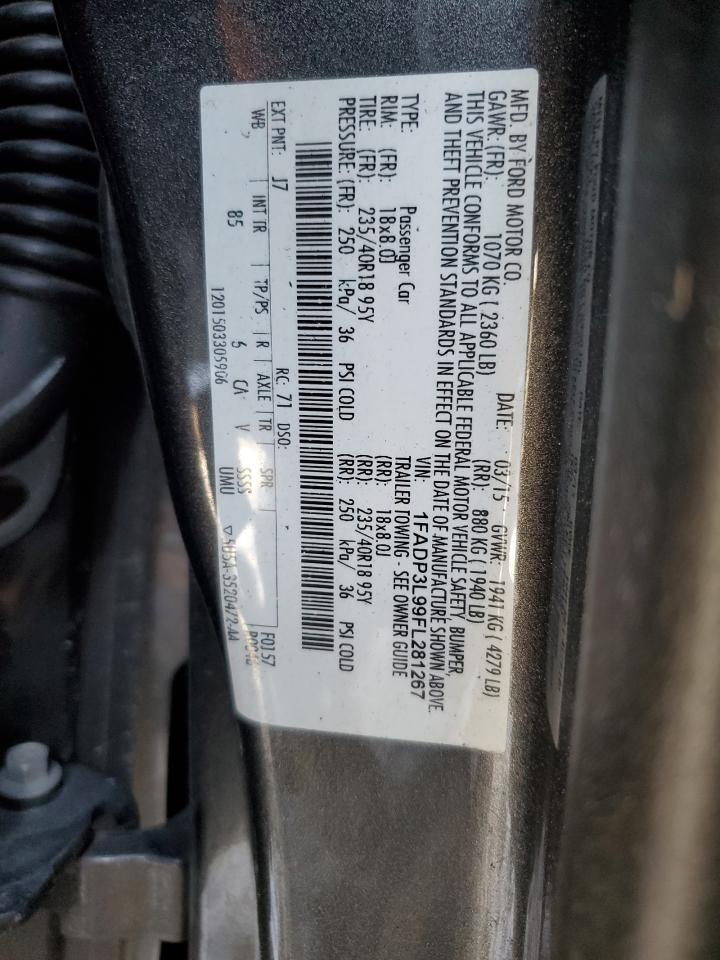 MFD. BY FORD MOTOR CO.
DATE: 03/15 GVWR: 1941 KG ( 4279 LB)
GAWR: (FR): 1070 KG ( 2360 LB) (RR): 880 KG ( 1940 LB)
THIS VEHICLE CONFORMS TO ALL APPLICABLE FEDERAL MOTOR VEHICLE SAFETY, BUMPER,
AND THEFT PREVENTION STANDARDS IN EFFECT ON THE DATE OF MANUFACTURE SHOWN ABOVE.
VIN: 1FADP3L99FL281267
TYPE: Passenger Car TRAILER TOWING - SEE OWNER GUIDE
RIM: (FR): 18x8.0J (RR): 18x8.0J
TIRE: (FR): 235/40R18 95Y (RR): 235/40R18 95Y
PRESSURE: (FR): 250 kPa/ 36 PSI COLD (RR): 250 kPa/ 36 PSI COLD
EXT PNT: J7 RC: 71 DSO: F0157
WB INT TR TP/PS R AXLE TR SPR
85 5 CA V SSSS
UMU
1201503305906